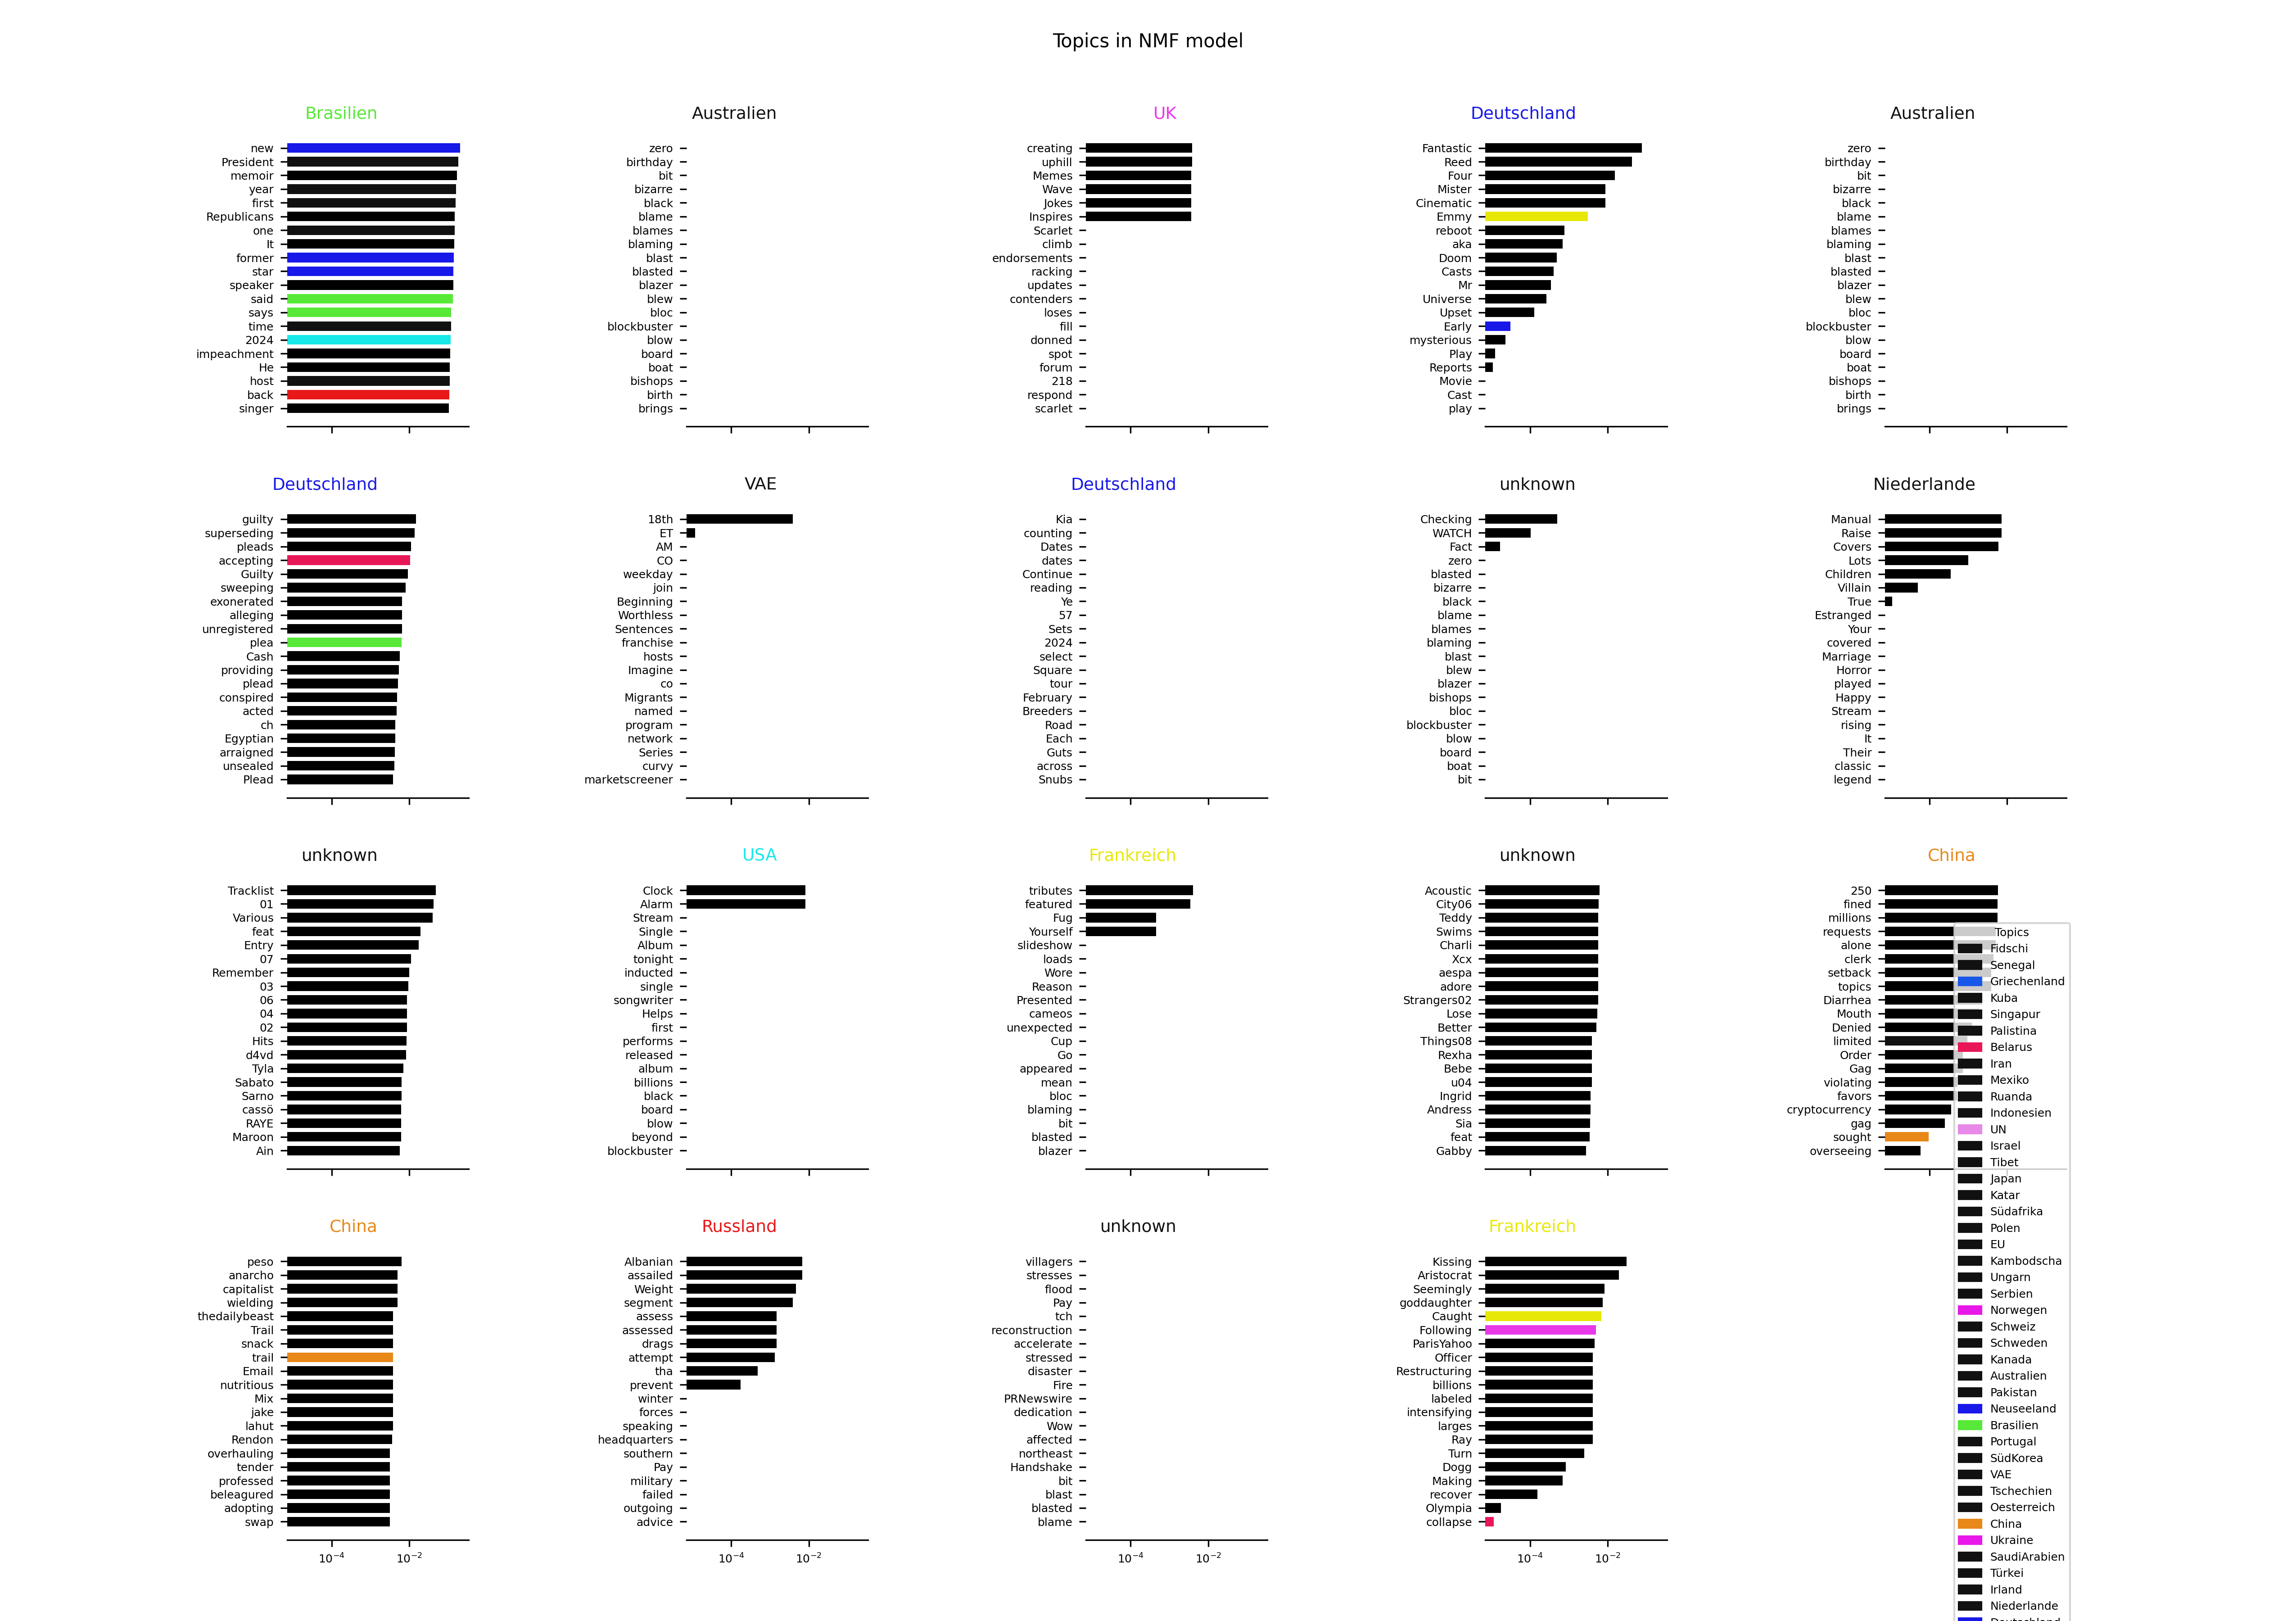 Topics in NMF model
Brasilien
new
President
memoir
year
first
Republicans
one
It
former
star
speaker
said
says
time
2024
impeachment
He
host
back
singer
Australien
zero
birthday
bit
bizarre
black
blame
blames
blaming
blast
blasted
blazer
blew
bloc
blockbuster
blow
board
boat
bishops
birth
brings
UK
creating
uphill
Memes
Wave
Jokes
Inspires
Scarlet
climb
endorsements
racking
updates
contenders
loses
fill
donned
spot
forum
218
respond
scarlet
Deutschland
Fantastic
Reed
Four
Mister
Cinematic
Emmy
reboot
aka
Doom
Casts
Mr
Universe
Upset
Early
mysterious
Play
Reports
Movie
Cast
play
Australien
zero
birthday
bit
bizarre
black
blame
blames
blaming
blast
blasted
blazer
blew
bloc
blockbuster
blow
board
boat
bishops
birth
brings
Deutschland
guilty
superseding
pleads
accepting
Guilty
sweeping
exonerated
alleging
unregistered
plea
Cash
providing
plead
conspired
acted
ch
Egyptian
arraigned
unsealed
Plead
VAE
18th
ET
AM
CO
weekday
join
Beginning
Worthless
Sentences
franchise
hosts
Imagine
co
Migrants
named
program
network
Series
curvy
marketscreener
Deutschland
Kia
counting
Dates
dates
Continue
reading
Ye
57
Sets
2024
select
Square
tour
February
Breeders
Road
Each
Guts
across
Snubs
unknown
Checking
WATCH
Fact
zero
blasted
bizarre
black
blame
blames
blaming
blast
blew
blazer
bishops
bloc
blockbuster
blow
board
boat
bit
Niederlande
Manual
Raise
Covers
Lots
Children
Villain
True
Estranged
Your
covered
Marriage
Horror
played
Happy
Stream
rising
It
Their
classic
legend
unknown
Tracklist
01
Various
feat
Entry
07
Remember
03
06
04
02
Hits
d4vd
Tyla
Sabato
Sarno
cassö
RAYE
Maroon
Ain
USA
Clock
Alarm
Stream
Single
Album
tonight
inducted
single
songwriter
Helps
first
performs
released
album
billions
black
board
blow
beyond
blockbuster
Frankreich
tributes
featured
Fug
Yourself
slideshow
loads
Wore
Reason
Presented
cameos
unexpected
Cup
Go
appeared
mean
bloc
blaming
bit
blasted
blazer
unknown
Acoustic
City06
Teddy
Swims
Charli
Xcx
aespa
adore
Strangers02
Lose
Better
Things08
Rexha
Bebe
u04
Ingrid
Andress
Sia
feat
Gabby
China
250
fined
millions
requests
alone
clerk
setback
topics
Diarrhea
Mouth
Denied
limited
Order
Gag
violating
favors
cryptocurrency
gag
sought
overseeing
China
peso
anarcho
capitalist
wielding
thedailybeast
Trail
snack
trail
Email
nutritious
Mix
jake
lahut
Rendon
overhauling
tender
professed
beleagured
adopting
swap
10−4
10−2
Russland
Albanian
assailed
Weight
segment
assess
assessed
drags
attempt
tha
prevent
winter
forces
speaking
headquarters
southern
Pay
military
failed
outgoing
advice
10−4
10−2
unknown
villagers
stresses
flood
Pay
tch
reconstruction
accelerate
stressed
disaster
Fire
PRNewswire
dedication
Wow
affected
northeast
Handshake
bit
blast
blasted
blame
10−4
10−2
Frankreich
Kissing
Aristocrat
Seemingly
goddaughter
Caught
Following
ParisYahoo
Officer
Restructuring
billions
labeled
intensifying
larges
Ray
Turn
Dogg
Making
recover
Olympia
collapse
10−4
10−2
Topics
Fidschi
Senegal
Griechenland
Kuba
Singapur
Palistina
Belarus
Iran
Mexiko
Ruanda
Indonesien
UN
Israel
Tibet
Japan
Katar
Südafrika
Polen
EU
Kambodscha
Ungarn
Serbien
Norwegen
Schweiz
Schweden
Kanada
Australien
Pakistan
Neuseeland
Brasilien
Portugal
SüdKorea
VAE
Tschechien
Oesterreich
China
Ukraine
SaudiArabien
Türkei
Irland
Niederlande